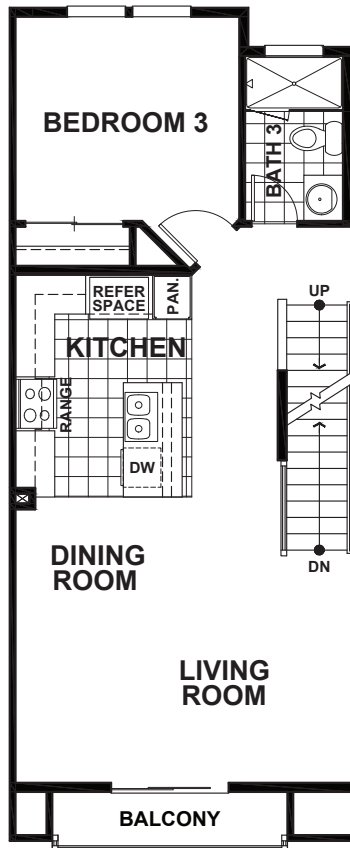 BEDROOM 3
BATH 3
REFER
SPACE
PAN.
UP
KITCHEN
RANGE
DW
DINING
ROOM
DN
LIVING
ROOM
BALCONY